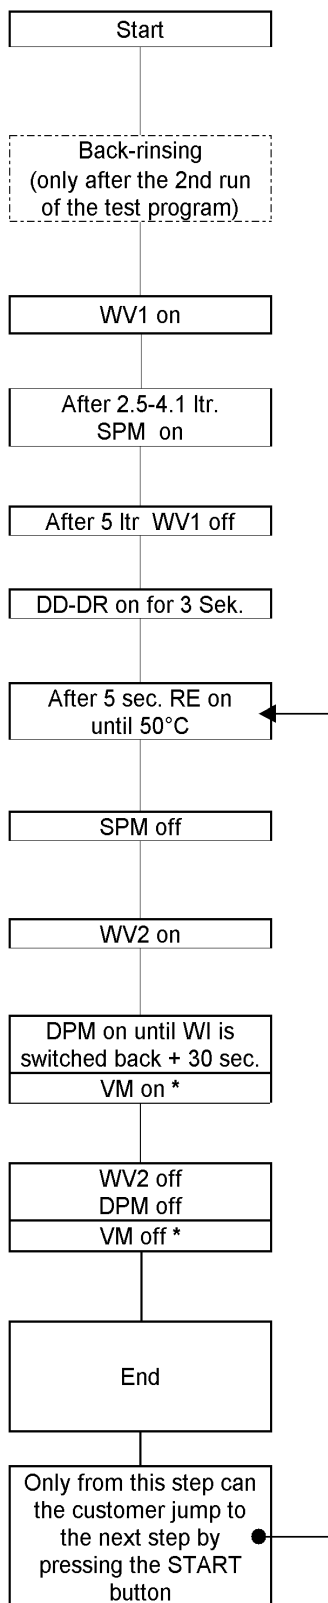 Start
Back-rinsing
(only after the 2nd run
of the test program)
WV1 on
After 2.5-4.1 ltr.
SPM  on
After 5 ltr  WV1 off
DD-DR on for 3 Sek.
After 5 sec. RE on
until 50°C
SPM off
WV2 on
DPM on until WI is
switched back + 30 sec.
VM on *
WV2 off
DPM off
VM off *
End
Only from this step can
the customer jump to
the next step by
pressing the START
button